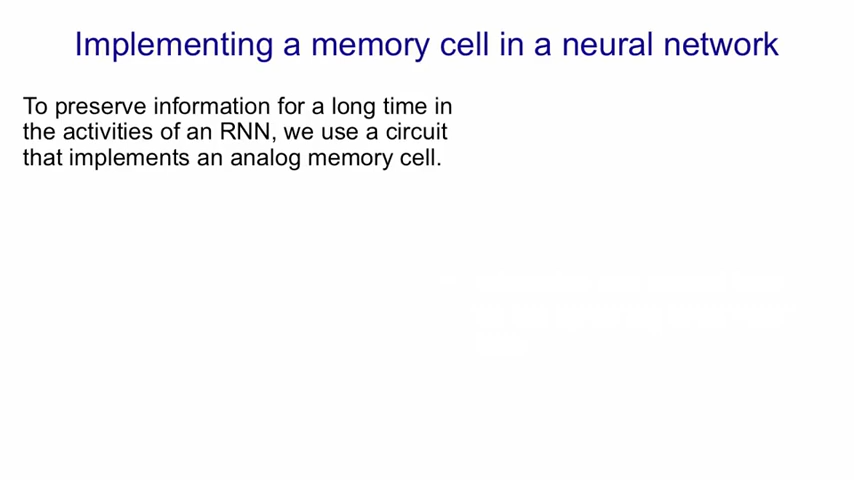 Implementing a memory cell in a neural network
To preserve information for a long time in
the activities of an RNN, we use a circuit
that implements an analog memory cell.